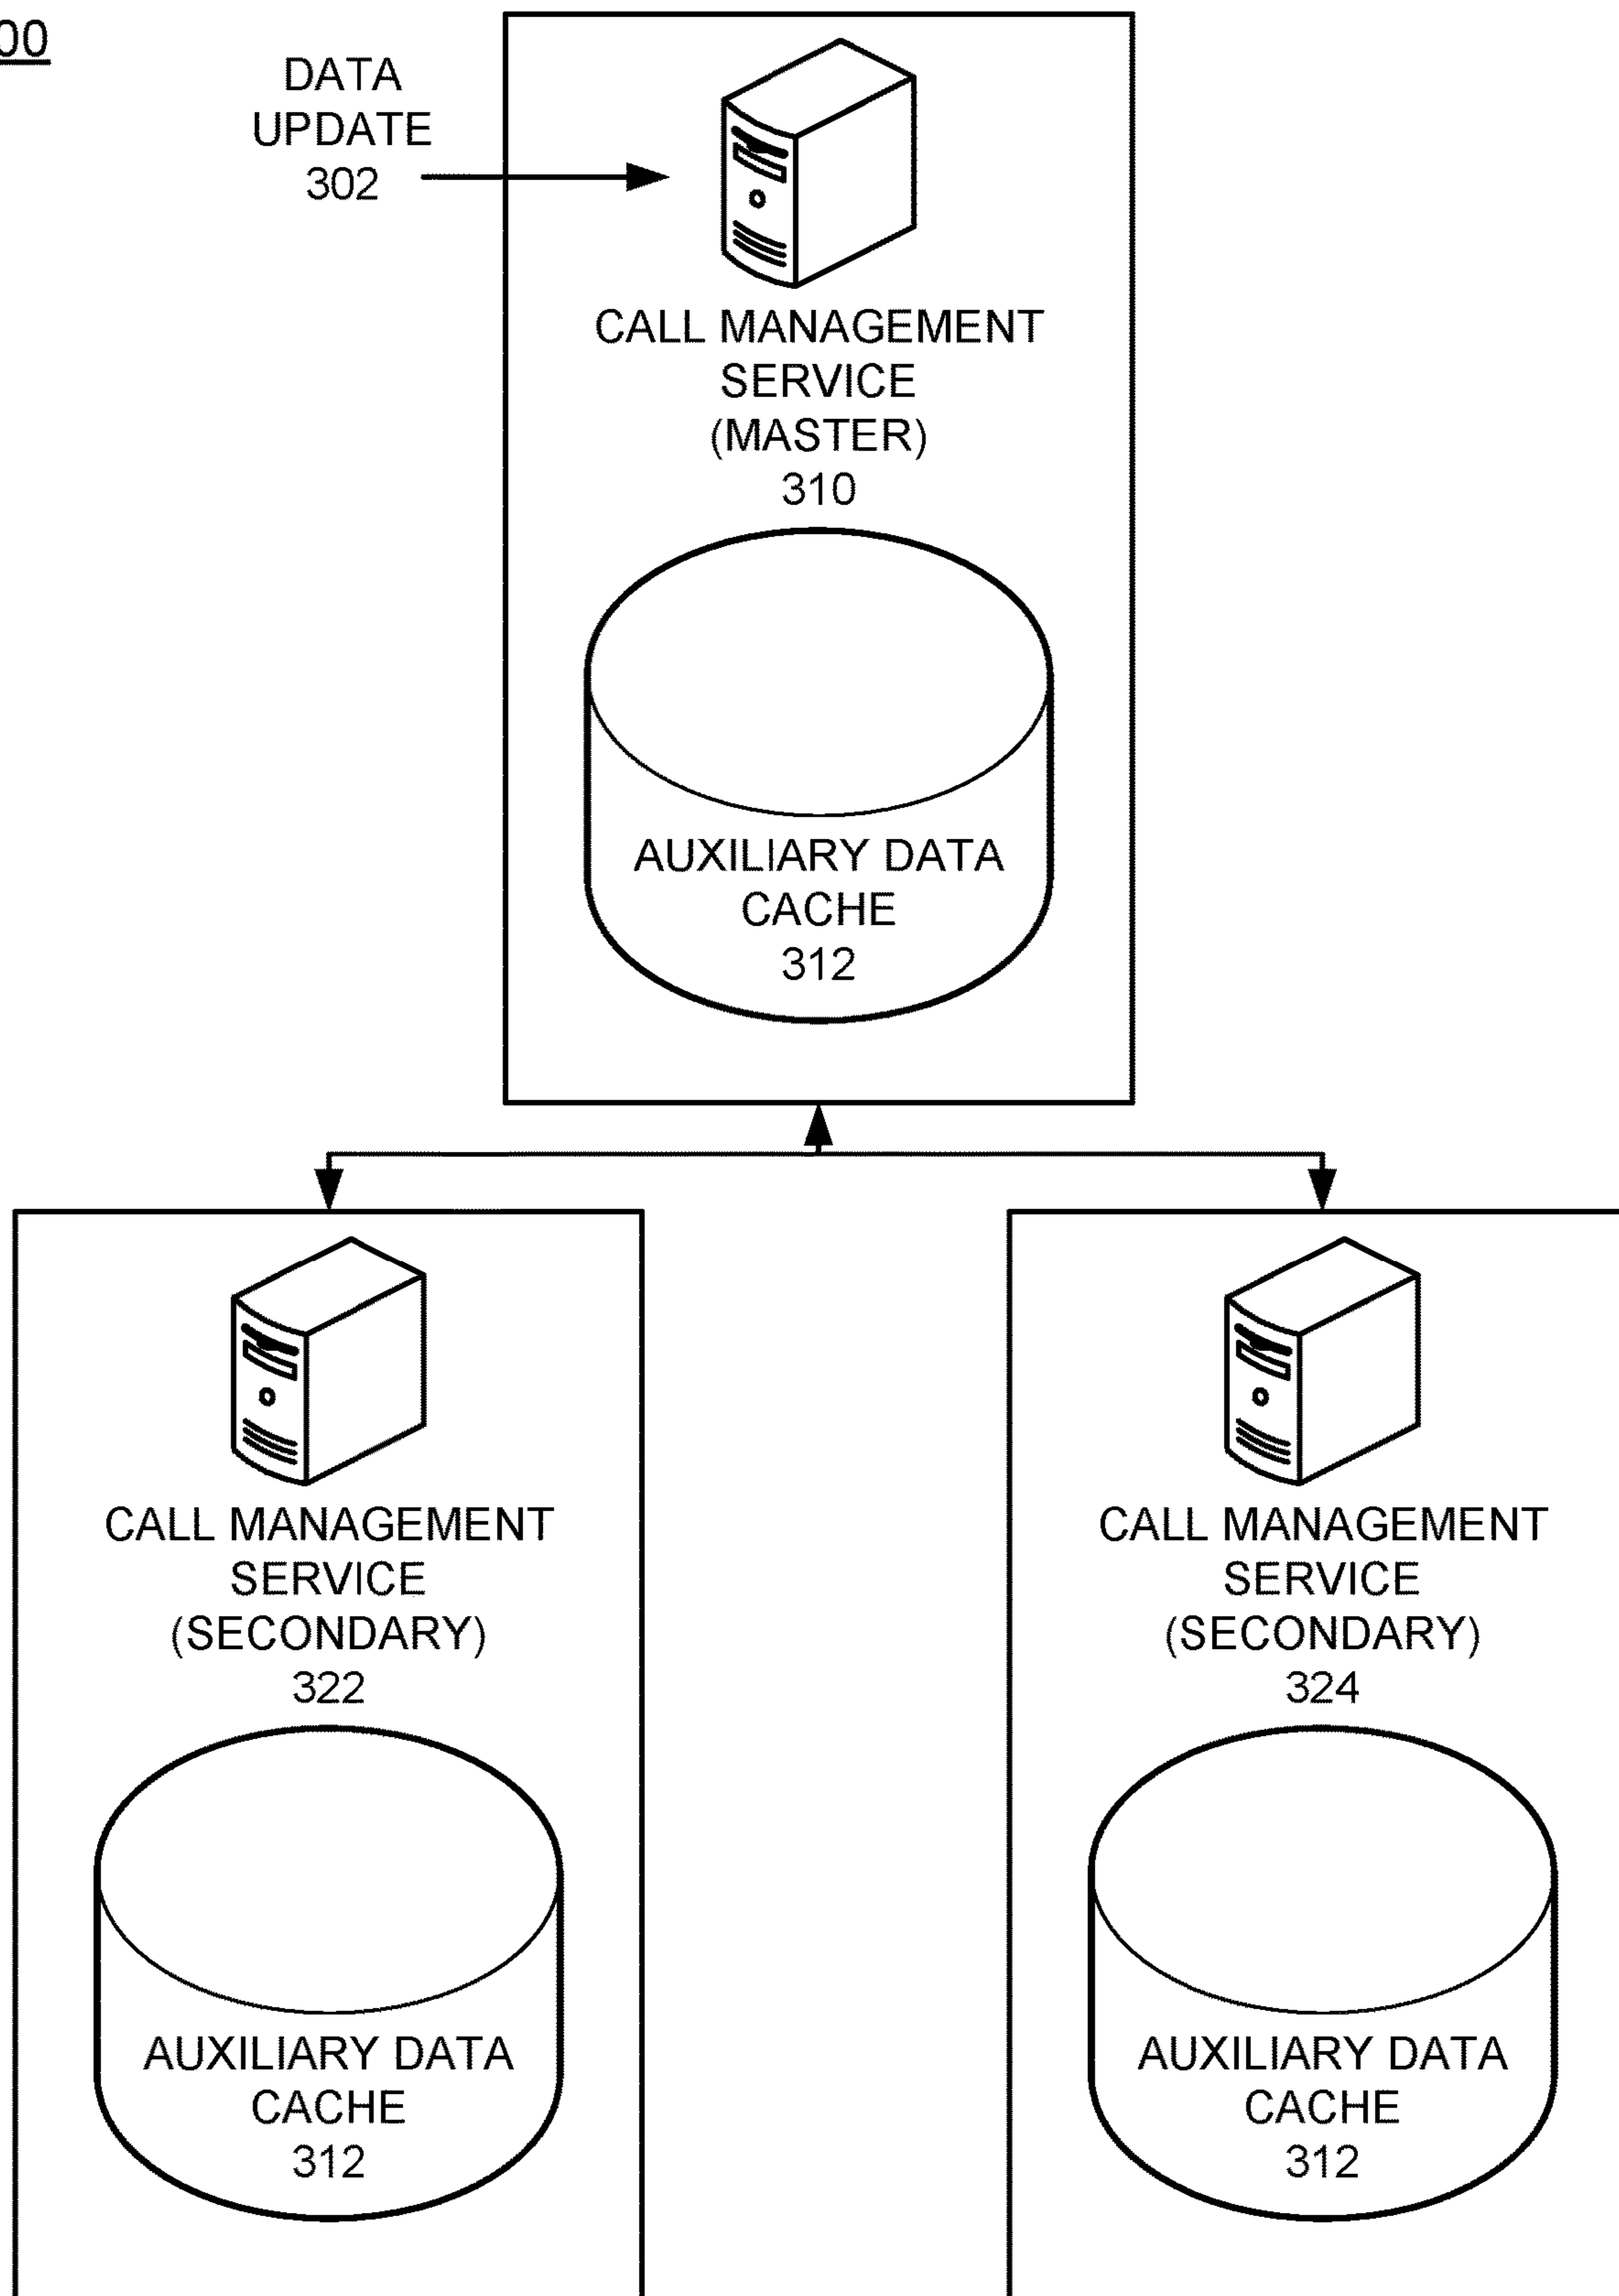 00
DATA
UPDATE
302
CALL MANAGEMENT
SERVICE
(MASTER)
310
AUXILIARY DATA
CACHE
312
CALL MANAGEMENT
SERVICE
(SECONDARY)
322
AUXILIARY DATA
CACHE
312
CALL MANAGEMENT
SERVICE
(SECONDARY)
324
AUXILIARY DATA
CACHE
312